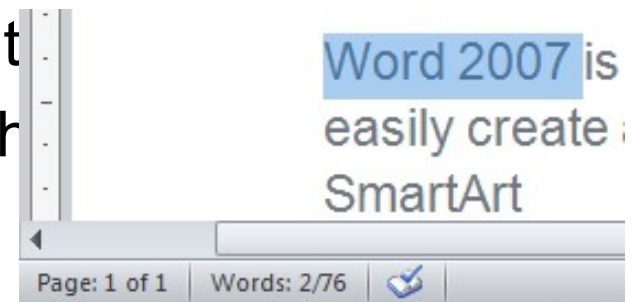 t
Word 2007 is
h
easily create
SmartArt
Page: 1 of 1 Words: 2/76